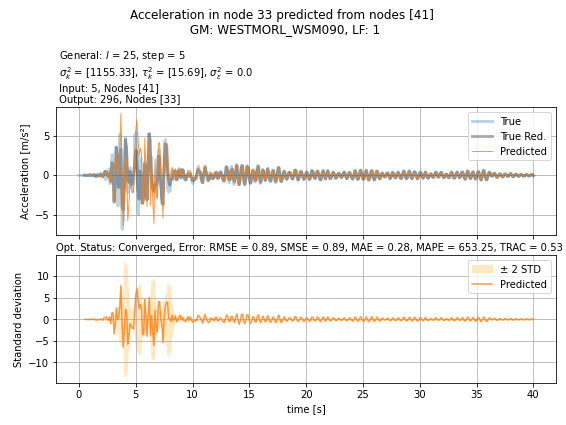 Acceleration in node 33 predicted from nodes [41]
GM: WESTMORL_WSM090, LF: 1
General: l = 25, step = 5
σ²ₖ = [1155.33], τ²ₖ = [15.69], σ²_ε = 0.0
Input: 5, Nodes [41]
Output: 296, Nodes [33]
Acceleration [m/s²]
5
0
−5
True
True Red.
Predicted
Opt. Status: Converged, Error: RMSE = 0.89, SMSE = 0.89, MAE = 0.28, MAPE = 653.25, TRAC = 0.53
Standard deviation
10
5
0
−5
−10
± 2 STD
Predicted
0 5 10 15 20 25 30 35 40
time [s]